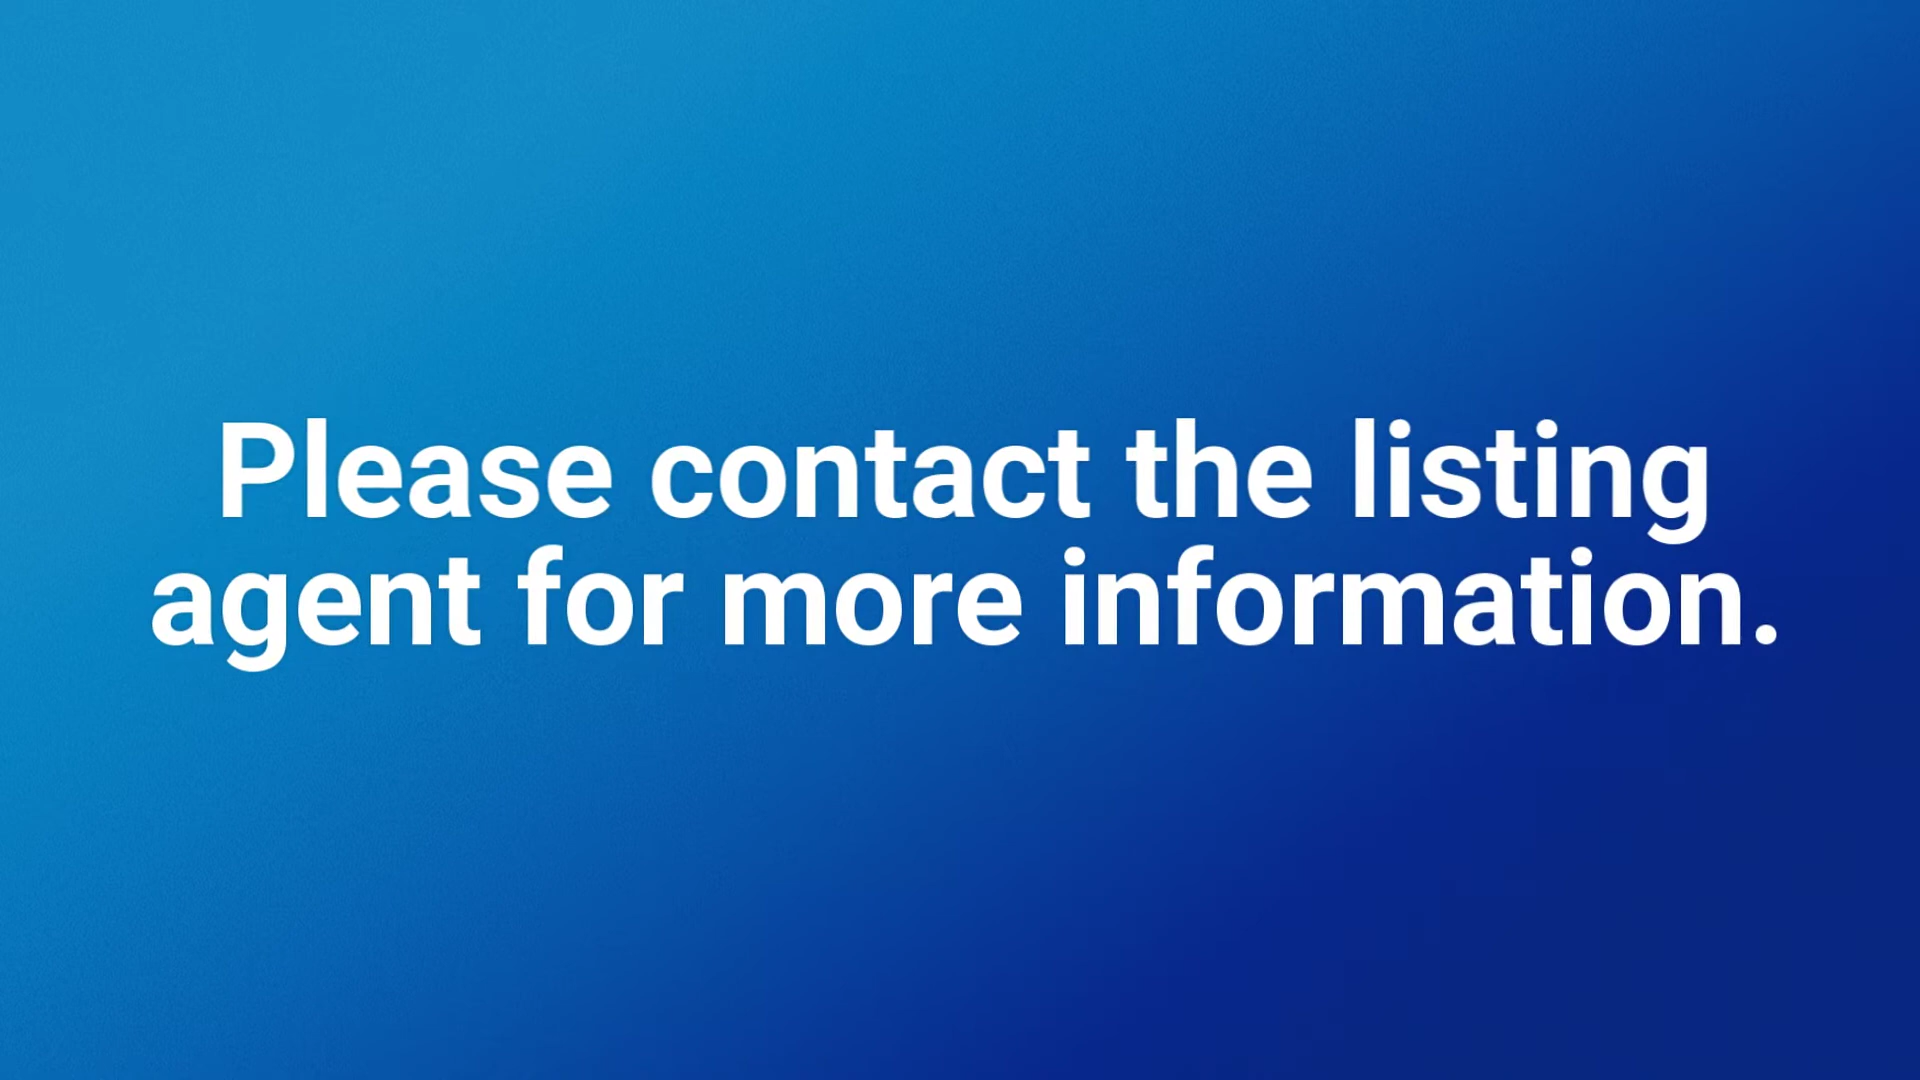 Please contact the listing
agent for more information.